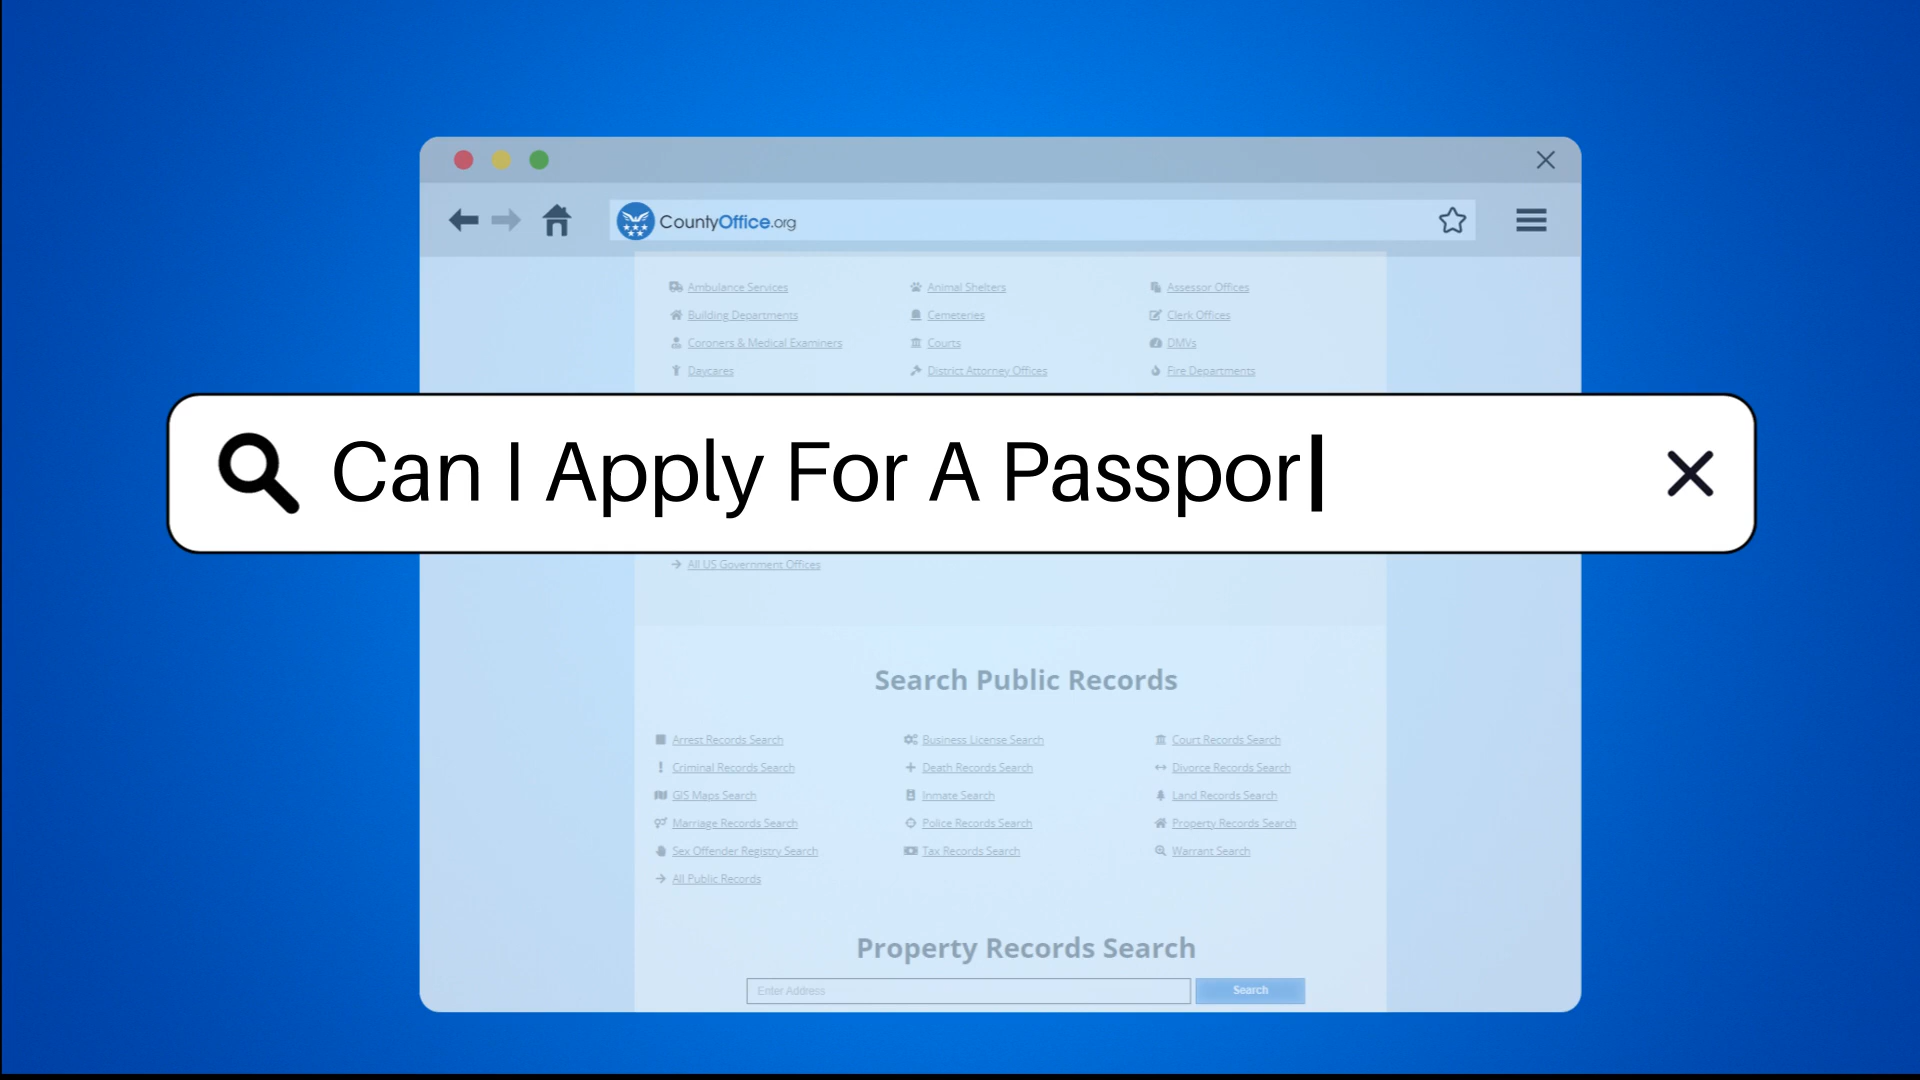 CountyOffice.org
Ambulance Services Animal Shelters Assessor Offices
Building Departments Cemeteries Clerk Offices
Coroners & Medical Examiners Courts DMVs
Daycares District Attorney Offices Fire Departments
Can I Apply For A Passpor
All US Government Offices
Search Public Records
Arrest Records Search Business License Search Court Records Search
Criminal Records Search Death Records Search Divorce Records Search
GIS Maps Search Inmate Search Land Records Search
Marriage Records Search Police Records Search Property Records Search
Sex Offender Registry Search Tax Records Search Warrant Search
All Public Records
Property Records Search
Enter Address Search